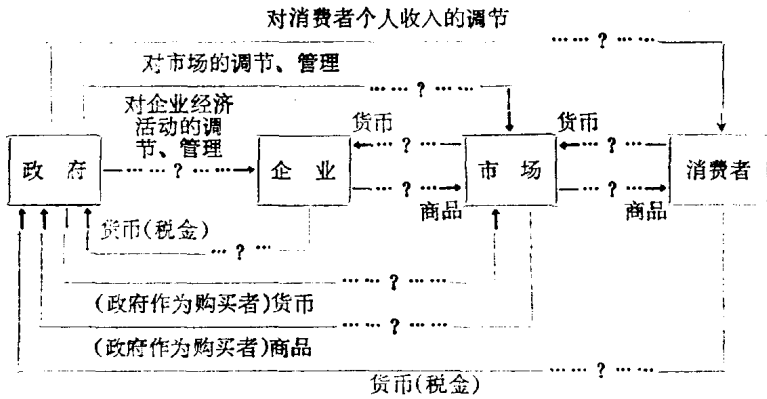 对消费者个人收入的调节
…… ? ……
对市场的调节、管理
…… ? ……
对企业经济
活动的调
节、管理
货币
货币
… ? …
… ? …
政 府
…… ? ……
企 业
市 场
消费者
… ? …
… ? …
商品
商品
货币(税金)
… ? …
…… ? ……
(政府作为购买者)货币
…… ? ……
(政府作为购买者)商品
…… ? ……
货币(税金)